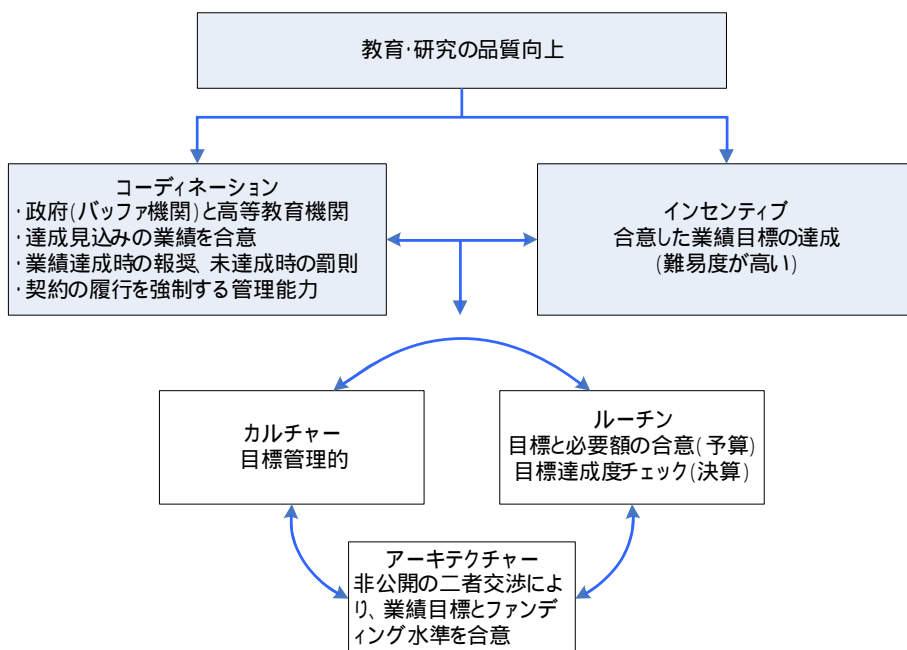 教育・研究の品質向上
コーディネーション
・政府(バッファ機関)と高等教育機関
・達成見込みの業績を合意
・業績達成時の報奨、未達成時の罰則
・契約の履行を強制する管理能力
インセンティブ
合意した業績目標の達成
(難易度が高い)
カルチャー
目標管理的
ルーチン
目標と必要額の合意(予算)
目標達成度チェック(決算)
アーキテクチャー
非公開の二者交渉によ
り、業績目標とファンディ
ィング水準を合意